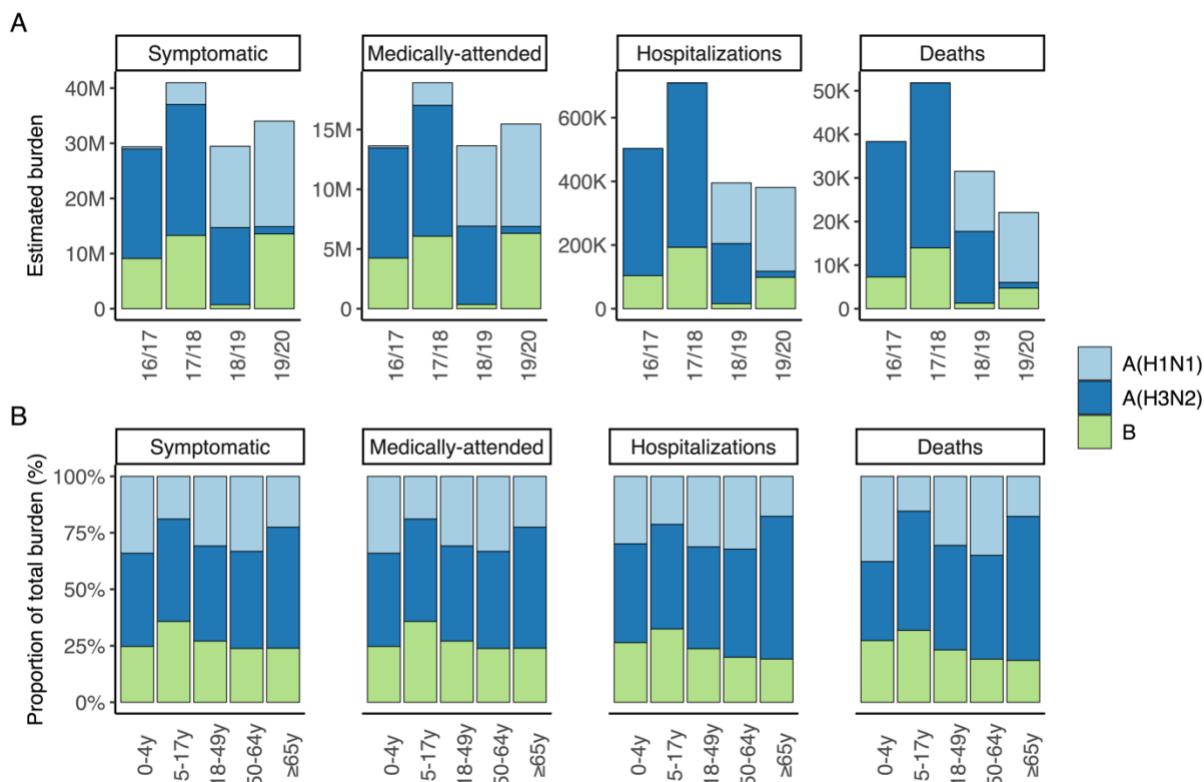 A
Symptomatic
Medically-attended
Hospitalizations
Deaths
Estimated burden
40M
30M
20M
10M
0
15M
10M
5M
0
600K
400K
200K
0
50K
40K
30K
20K
10K
0
16/17
17/18
18/19
19/20
16/17
17/18
18/19
19/20
16/17
17/18
18/19
19/20
16/17
17/18
18/19
19/20
A(H1N1)
A(H3N2)
B
B
Symptomatic
Medically-attended
Hospitalizations
Deaths
Proportion of total burden (%)
100%
75%
50%
25%
0%
0-4y
5-17y
18-49y
50-64y
≥65y
0-4y
5-17y
18-49y
50-64y
≥65y
0-4y
5-17y
18-49y
50-64y
≥65y
0-4y
5-17y
18-49y
50-64y
≥65y